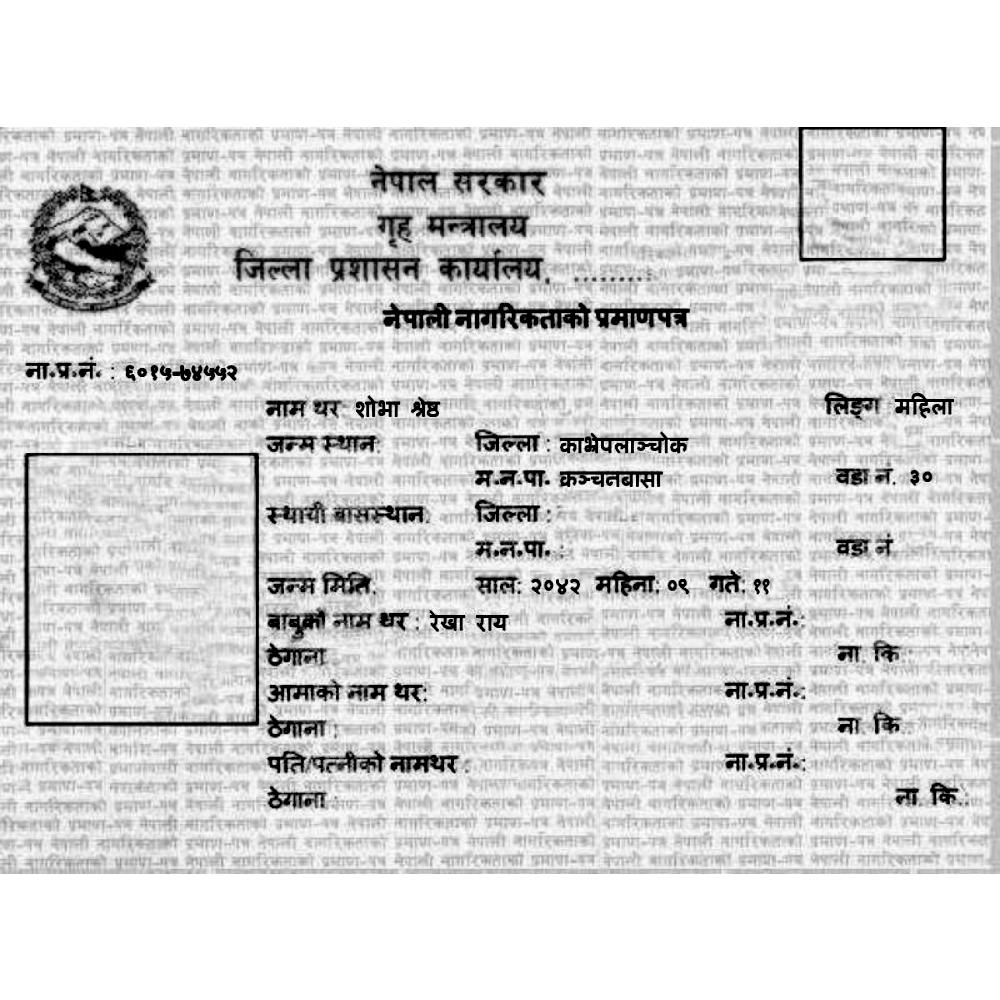 नेपाल सरकार
गृह मन्त्रालय
जिल्ला प्रशासन कार्यालय, .........
नेपाली नागरिकताको प्रमाणपत्र
ना.प्र.नं. : ६०१५-७४५५२
नाम थर: शोभा श्रेष्ठ लिङ्ग महिला
जन्म स्थान: जिल्ला : काभ्रेपलाञ्चोक
म.न.पा. क्रञ्चनबासा वडा नं. ३०
स्थायी बासस्थान: जिल्ला :
म.न.पा. : वडा नं.
जन्म मिति: साल: २०४२ महिना: ०९ गते: ११
बाबुको नाम थर : रेखा राय ना.प्र.नं.:
ठेगाना ना. कि.:
आमाको नाम थर: ना.प्र.नं.:
ठेगाना : ना. कि.:
पति/पत्नीको नामथर : ना.प्र.नं.:
ठेगाना : ना. कि.: